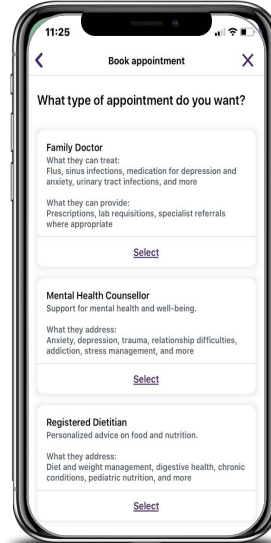 11:25
Book appointment
What type of appointment do you want?
Family Doctor
What they can treat:
Flus, sinus infections, medication for depression and
anxiety, urinary tract infections, and more
What they can provide:
Prescriptions, lab requisitions, specialist referrals
where appropriate
Select
Mental Health Counsellor
Support for mental health and well-being.
What they address:
Anxiety, depression, trauma, relationship difficulties,
addiction, stress management, and more
Select
Registered Dietitian
Personalized advice on food and nutrition.
What they address:
Diet and weight management, digestive health, chronic
conditions, pediatric nutrition, and more
Select